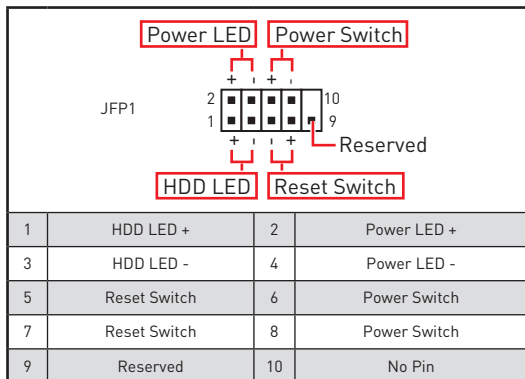 Power LED Power Switch
+ - + -
JFP1
2 10
1 9
+ - - +
Reserved
HDD LED Reset Switch
1 HDD LED + 2 Power LED +
3 HDD LED - 4 Power LED -
5 Reset Switch 6 Power Switch
7 Reset Switch 8 Power Switch
9 Reserved 10 No Pin